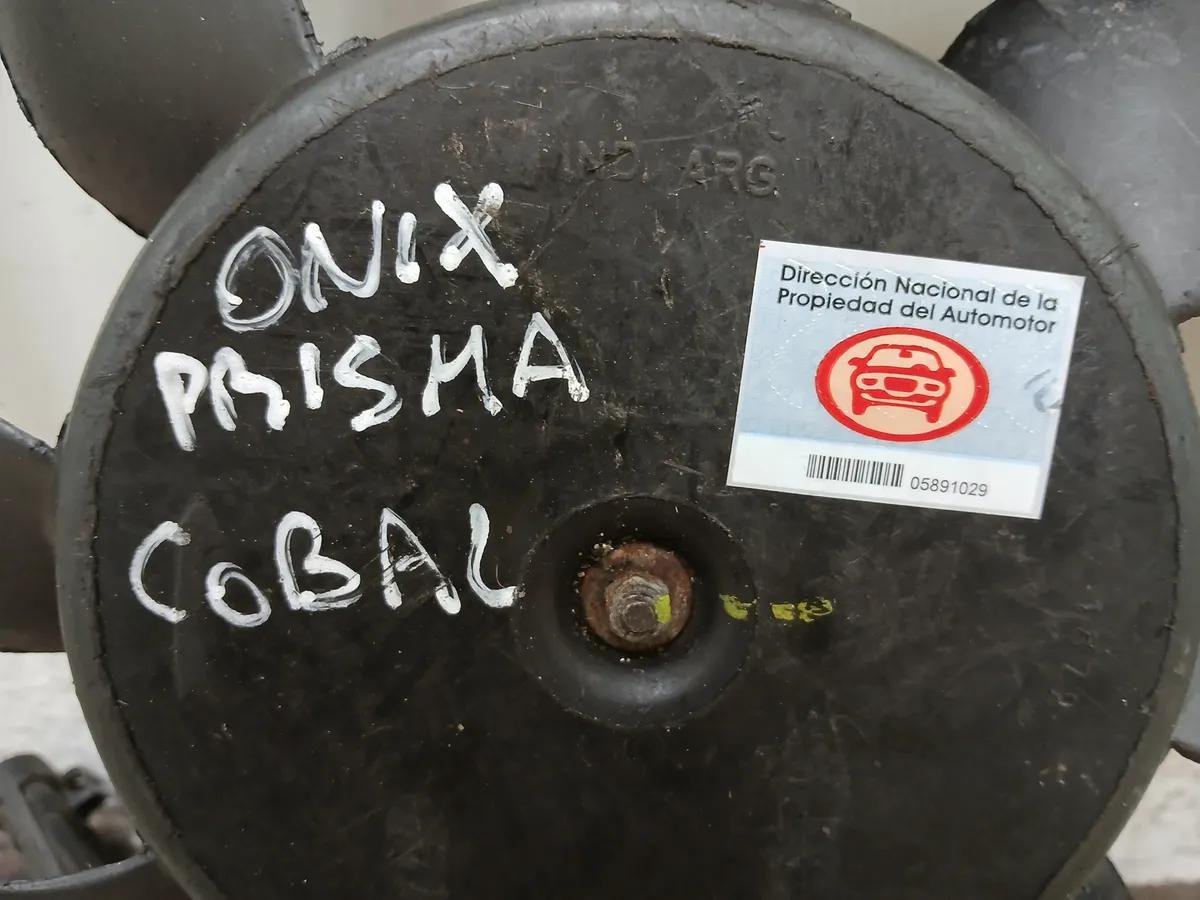 IND. ARG.
ONIX
PRISMA
COBAL
Dirección Nacional de la
Propiedad del Automotor
05891029